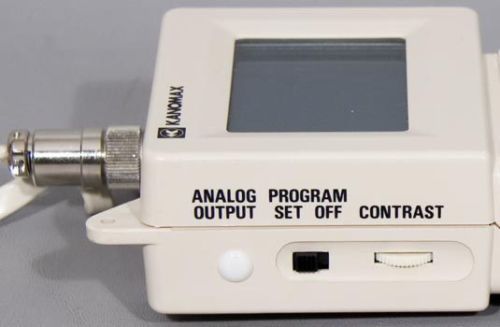 KANOMAX
ANALOG PROGRAM
OUTPUT SET OFF CONTRAST